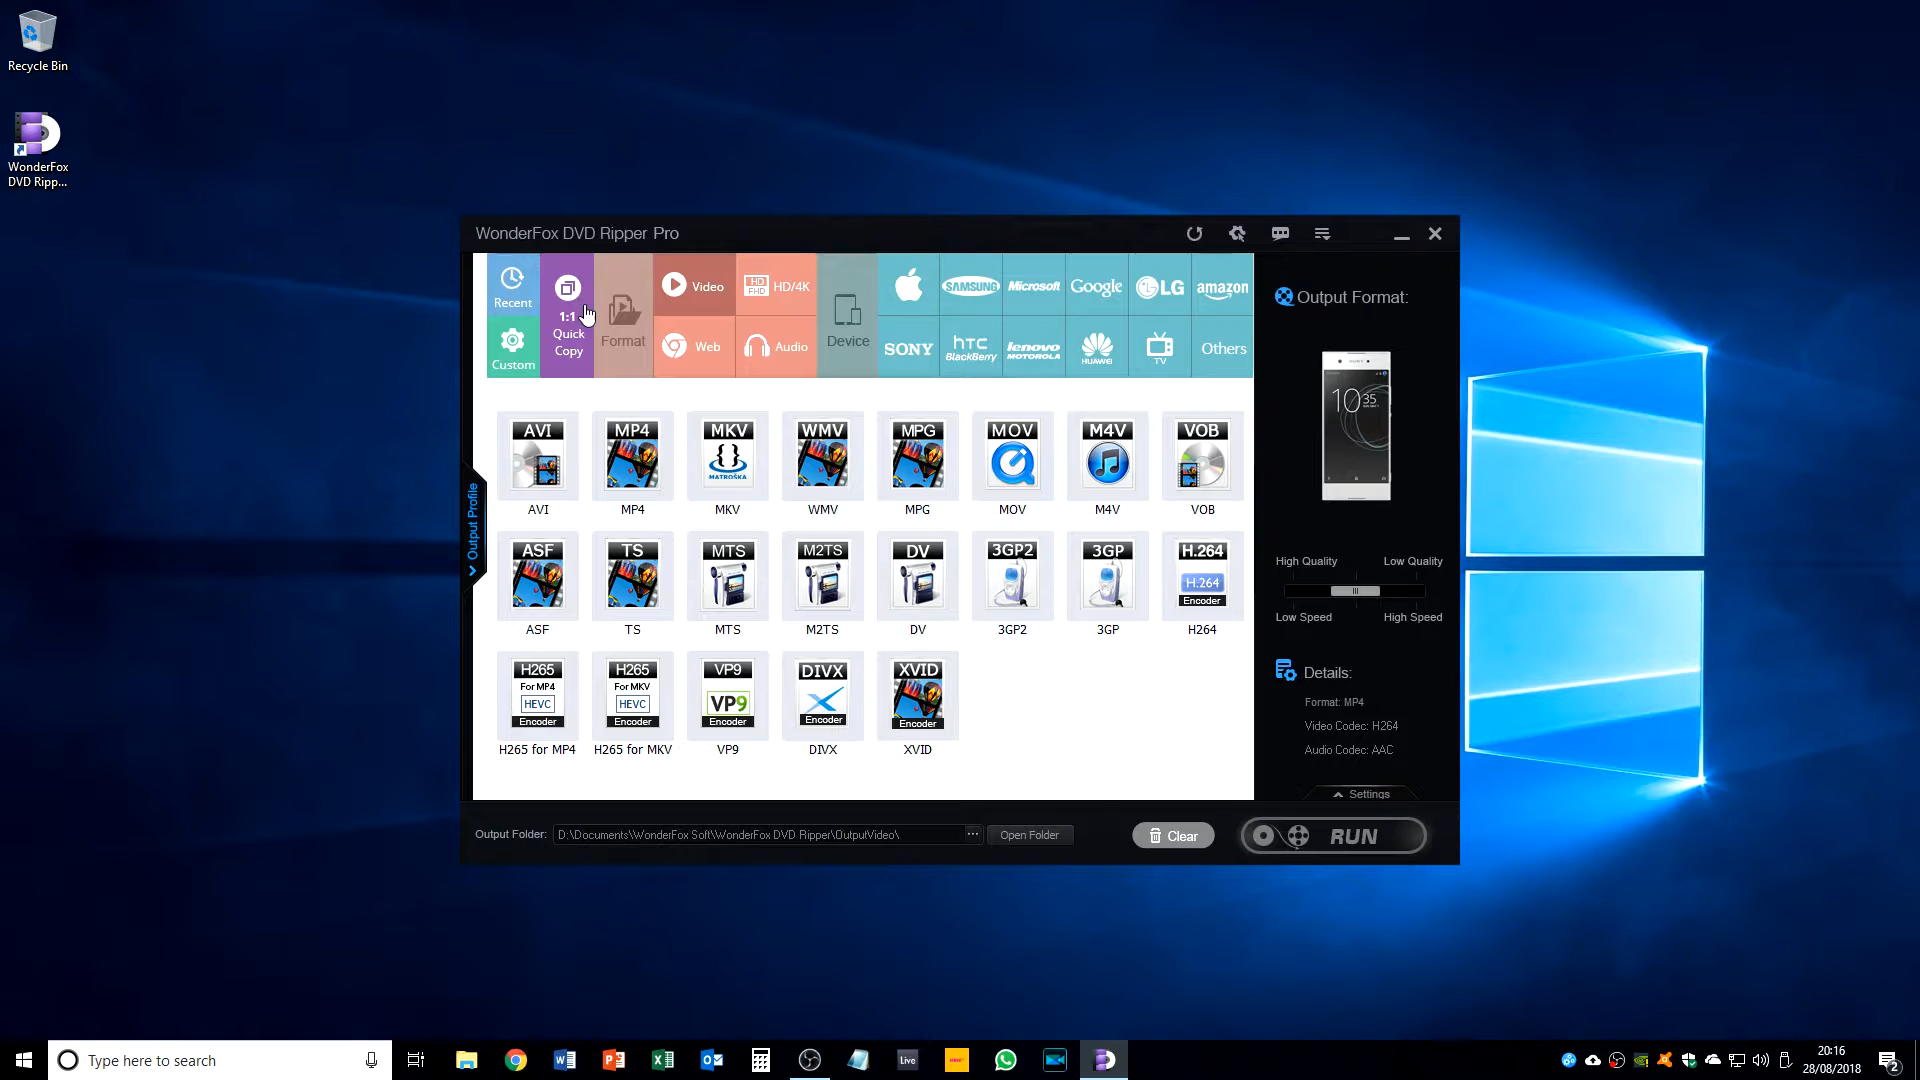 Recycle Bin
WonderFox
DVD Ripp...
WonderFox DVD Ripper Pro
Recent
Custom
1:1
Quick
Copy
Format
Video
HD
FHD
HD/4K
Web
Audio
Device
SAMSUNG
Microsoft
Google
LG
amazon
SONY
hTC
BlackBerry
lenovo
MOTOROLA
HUAWEI
TV
Others
Output Profile
AVI
MP4
MKV
MATROŠKA
WMV
MPG
MOV
M4V
VOB
AVI
MP4
MKV
WMV
MPG
MOV
M4V
VOB
ASF
TS
MTS
M2TS
DV
3GP2
3GP
H.264
H.264
Encoder
ASF
TS
MTS
M2TS
DV
3GP2
3GP
H264
H265
For MP4
HEVC
Encoder
H265
For MKV
HEVC
Encoder
VP9
VP9
Encoder
DIVX
Encoder
XVID
Encoder
H265 for MP4
H265 for MKV
VP9
DIVX
XVID
Output Format:
10:35
High Quality
Low Quality
Low Speed
High Speed
Details:
Format: MP4
Video Codec: H264
Audio Codec: AAC
Settings
Output Folder:
D:\Documents\WonderFox Soft\WonderFox DVD Ripper\OutputVideo\
...
Open Folder
Clear
RUN
Type here to search
Live
20:16
28/08/2018
2